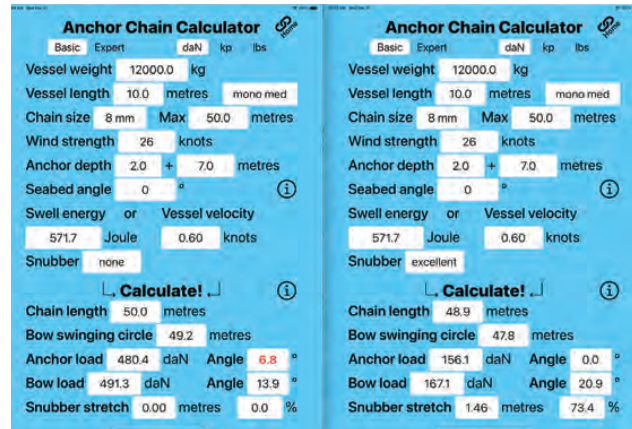 Anchor Chain Calculator
Home
Basic Expert daN kp lbs
Vessel weight 12000.0 kg
Vessel length 10.0 metres mono med
Chain size 8 mm Max 50.0 metres
Wind strength 26 knots
Anchor depth 2.0 + 7.0 metres
Seabed angle 0 °
Swell energy or Vessel velocity
571.7 Joule 0.60 knots
Snubber none
Calculate!
Chain length 50.0 metres
Bow swinging circle 49.2 metres
Anchor load 480.4 daN Angle 6.8 °
Bow load 491.3 daN Angle 13.9 °
Snubber stretch 0.00 metres 0.0 %
Anchor Chain Calculator
Home
Basic Expert daN kp lbs
Vessel weight 12000.0 kg
Vessel length 10.0 metres mono med
Chain size 8 mm Max 50.0 metres
Wind strength 26 knots
Anchor depth 2.0 + 7.0 metres
Seabed angle 0 °
Swell energy or Vessel velocity
571.7 Joule 0.60 knots
Snubber excellent
Calculate!
Chain length 48.9 metres
Bow swinging circle 47.8 metres
Anchor load 156.1 daN Angle 0.0 °
Bow load 167.1 daN Angle 20.9 °
Snubber stretch 1.46 metres 73.4 %